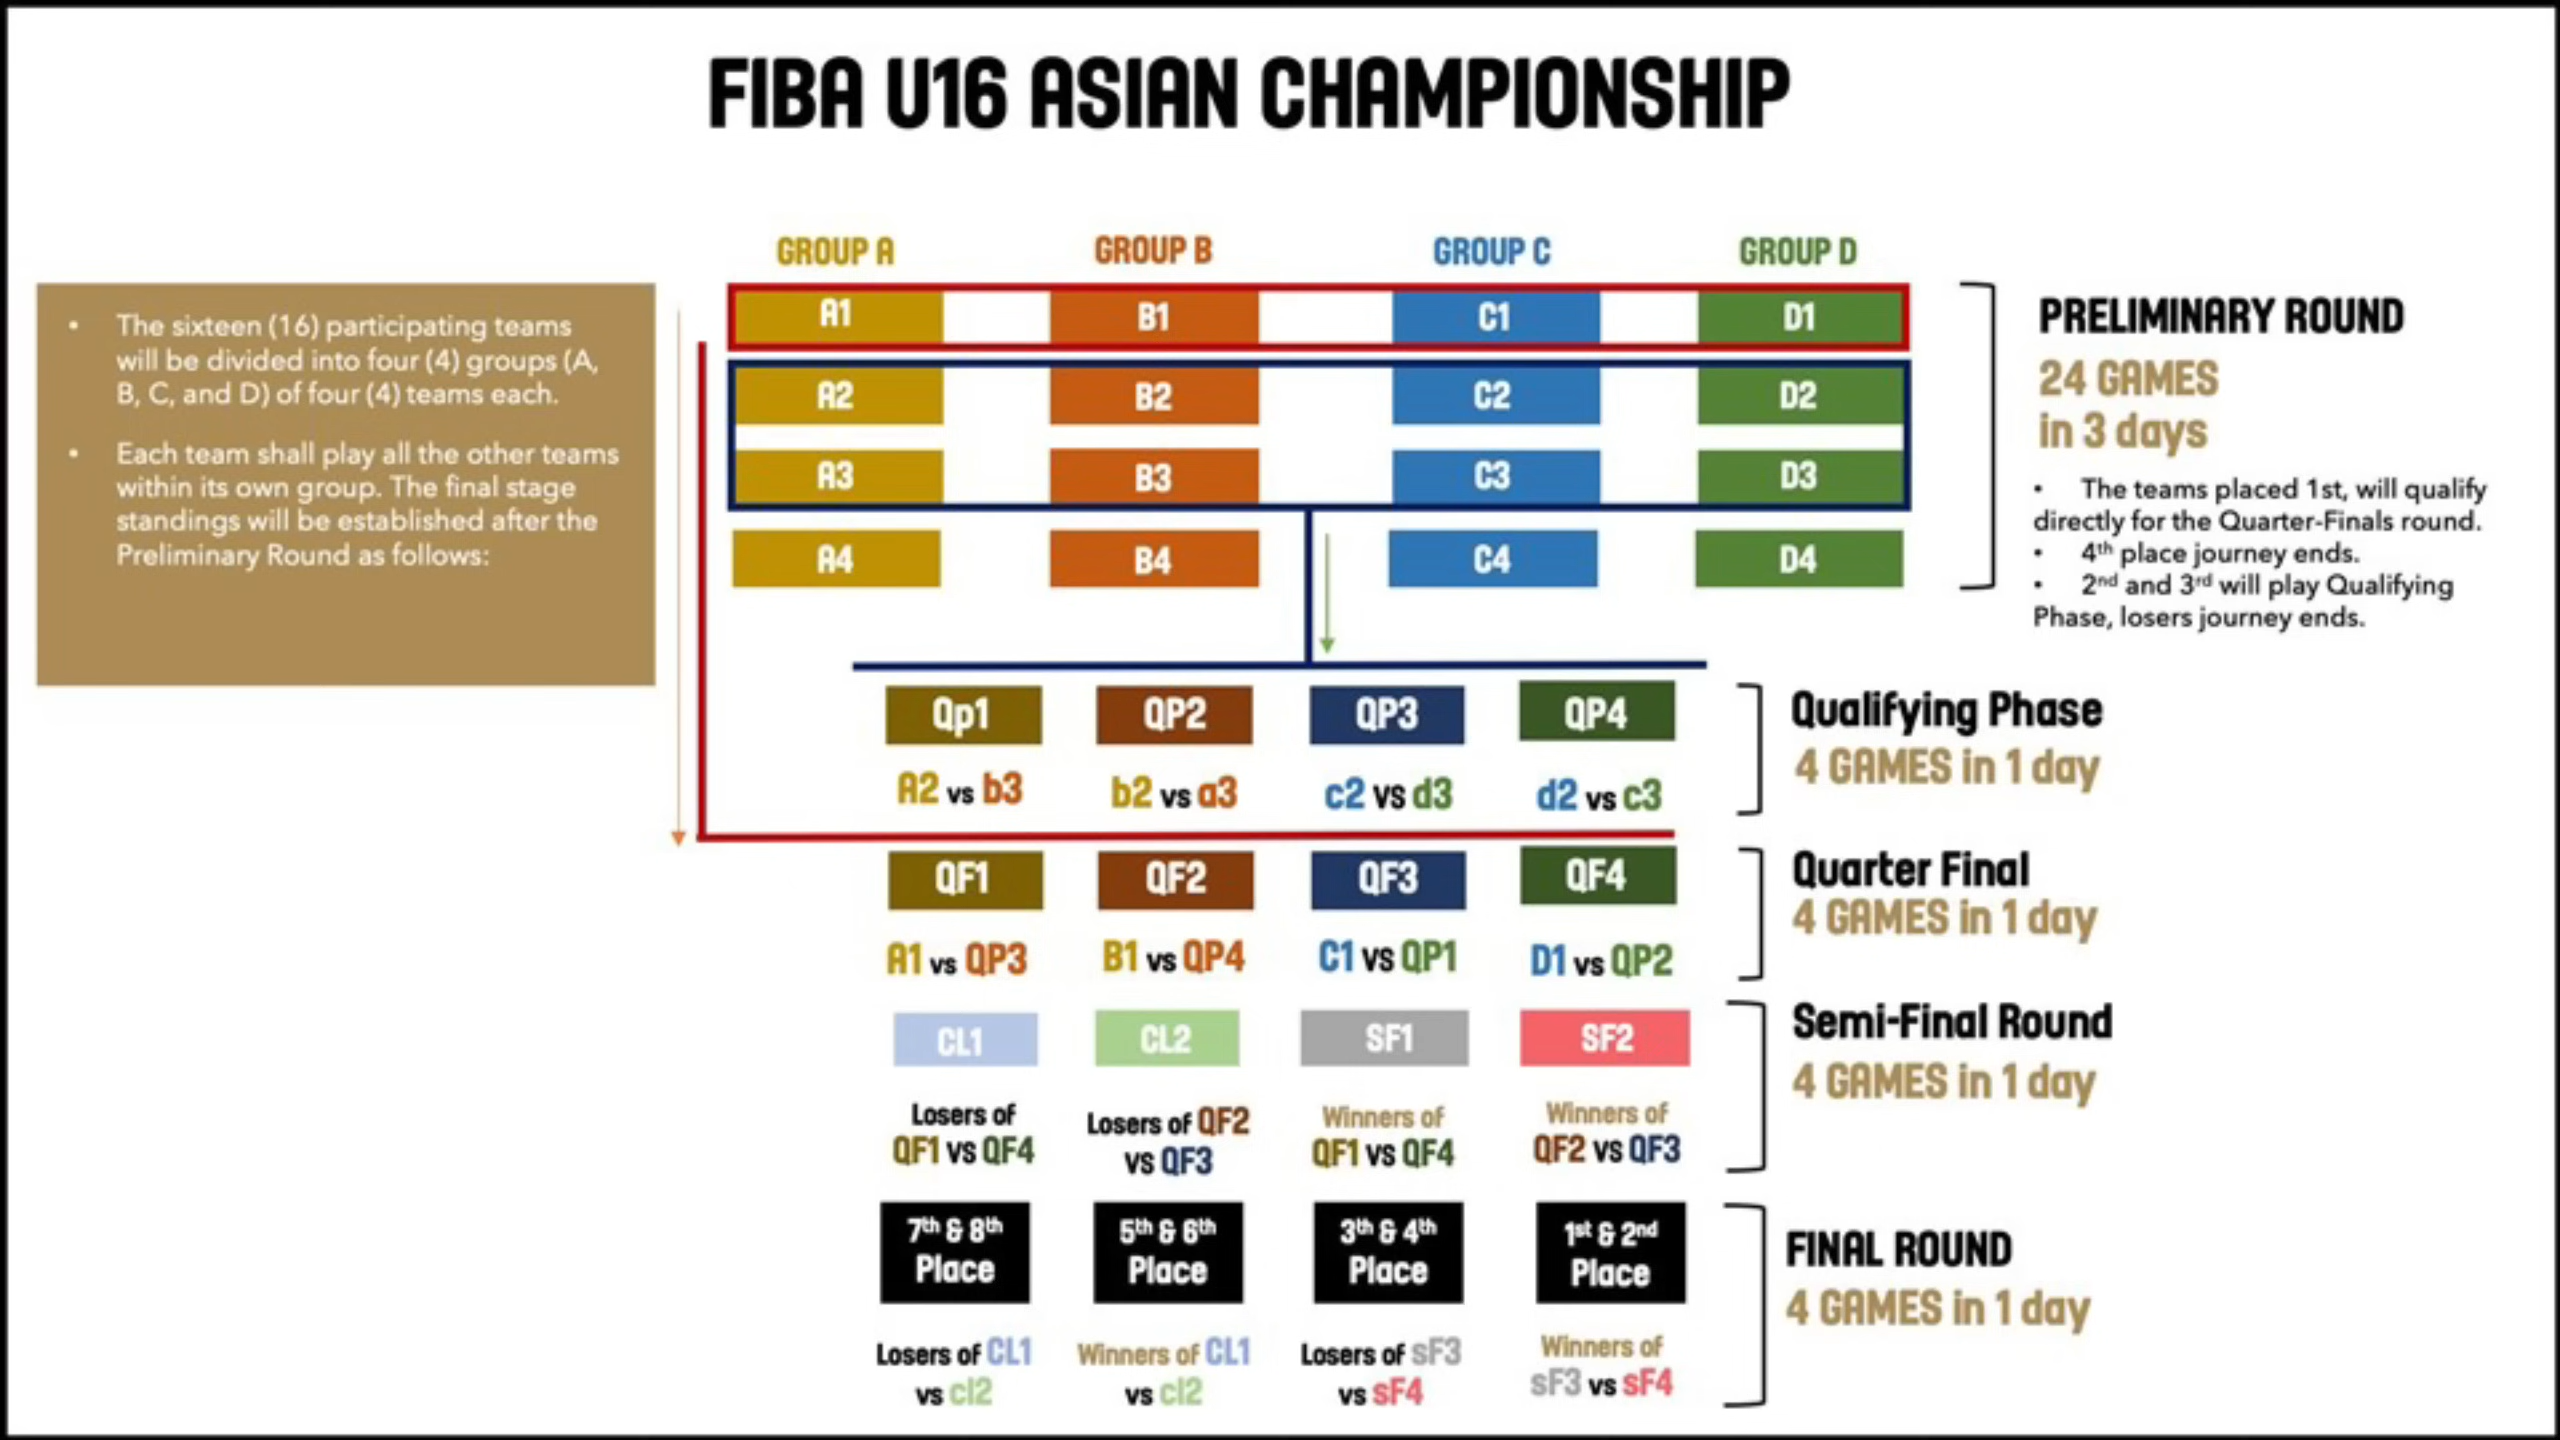 FIBA U16 ASIAN CHAMPIONSHIP
• The sixteen (16) participating teams
will be divided into four (4) groups (A,
B, C, and D) of four (4) teams each.
• Each team shall play all the other teams
within its own group. The final stage
standings will be established after the
Preliminary Round as follows:
GROUP A GROUP B GROUP C GROUP D
A1 B1 C1 D1
A2 B2 C2 D2
A3 B3 C3 D3
A4 B4 C4 D4
PRELIMINARY ROUND
24 GAMES
in 3 days
• The teams placed 1st, will qualify
directly for the Quarter-Finals round.
• 4th place journey ends.
• 2nd and 3rd will play Qualifying
Phase, losers journey ends.
Qp1 QP2 QP3 QP4
A2 vs b3 b2 vs a3 c2 vs d3 d2 vs c3
Qualifying Phase
4 GAMES in 1 day
QF1 QF2 QF3 QF4
A1 vs QP3 B1 vs QP4 C1 vs QP1 D1 vs QP2
Quarter Final
4 GAMES in 1 day
CL1 CL2 SF1 SF2
Losers of
QF1 vs QF4
Losers of QF2
vs QF3
Winners of
QF1 vs QF4
Winners of
QF2 vs QF3
Semi-Final Round
4 GAMES in 1 day
7th & 8th
Place
5th & 6th
Place
3th & 4th
Place
1st & 2nd
Place
Losers of CL1
vs cl2
Winners of CL1
vs cl2
Losers of sF3
vs sF4
Winners of
sF3 vs sF4
FINAL ROUND
4 GAMES in 1 day